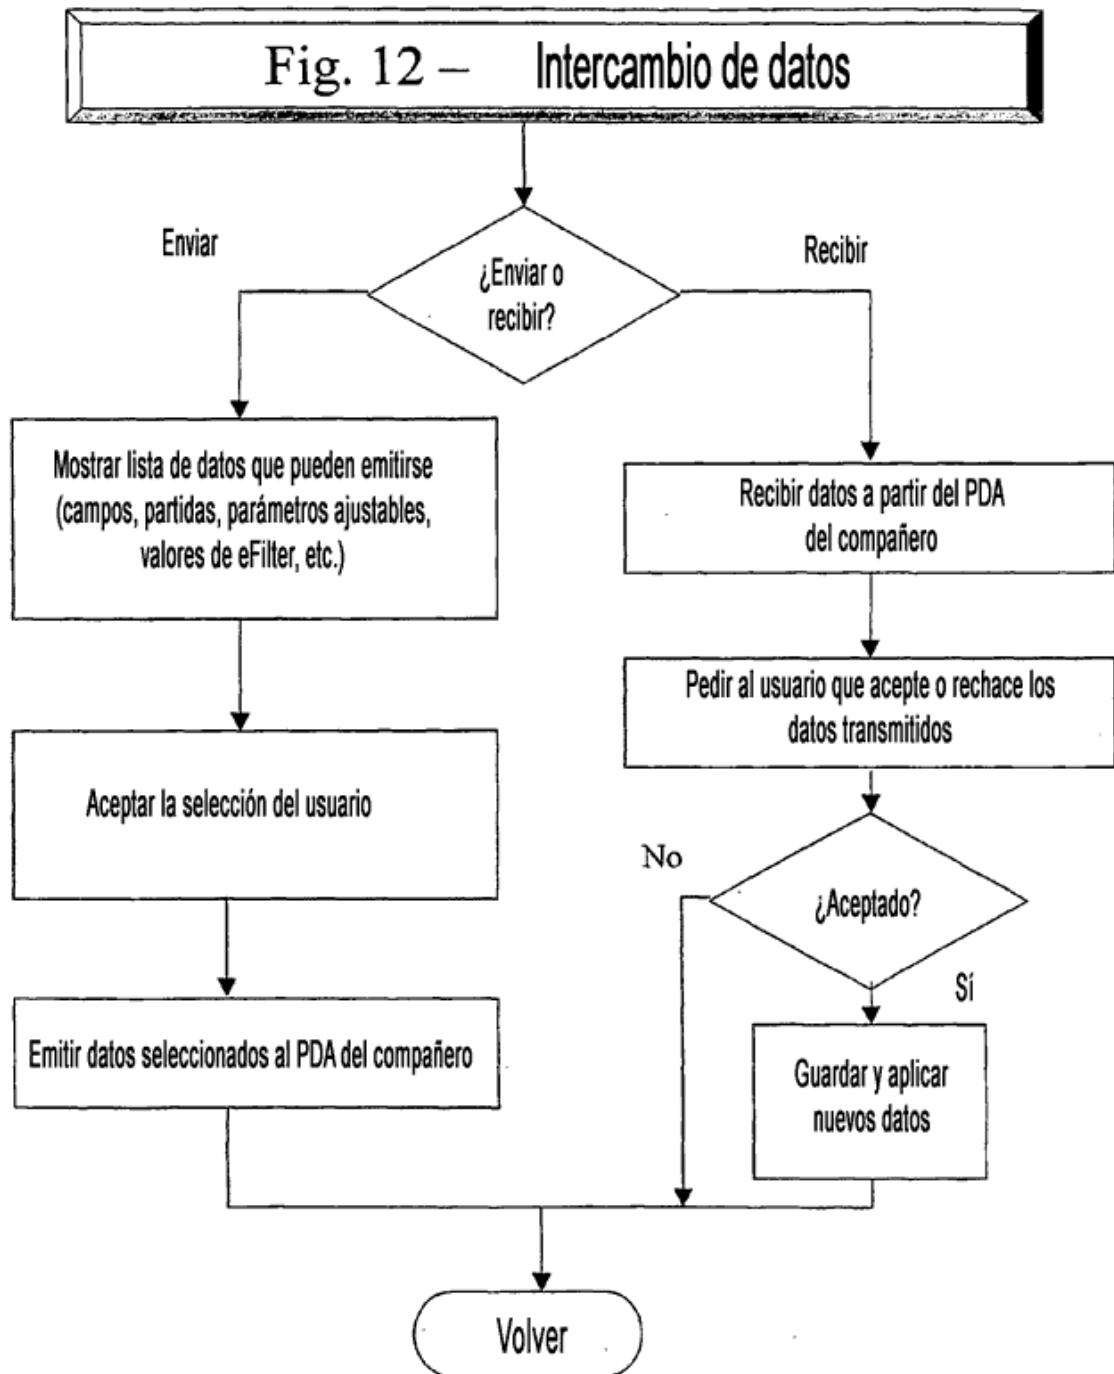 Fig. 12 – Intercambio de datos
Enviar
Recibir
¿Enviar o
recibir?
Mostrar lista de datos que pueden emitirse
(campos, partidas, parámetros ajustables,
valores de eFilter, etc.)
Recibir datos a partir del PDA
del compañero
Pedir al usuario que acepte o rechace los
datos transmitidos
Aceptar la selección del usuario
No
¿Aceptado?
Sí
Emitir datos seleccionados al PDA del compañero
Guardar y aplicar
nuevos datos
Volver